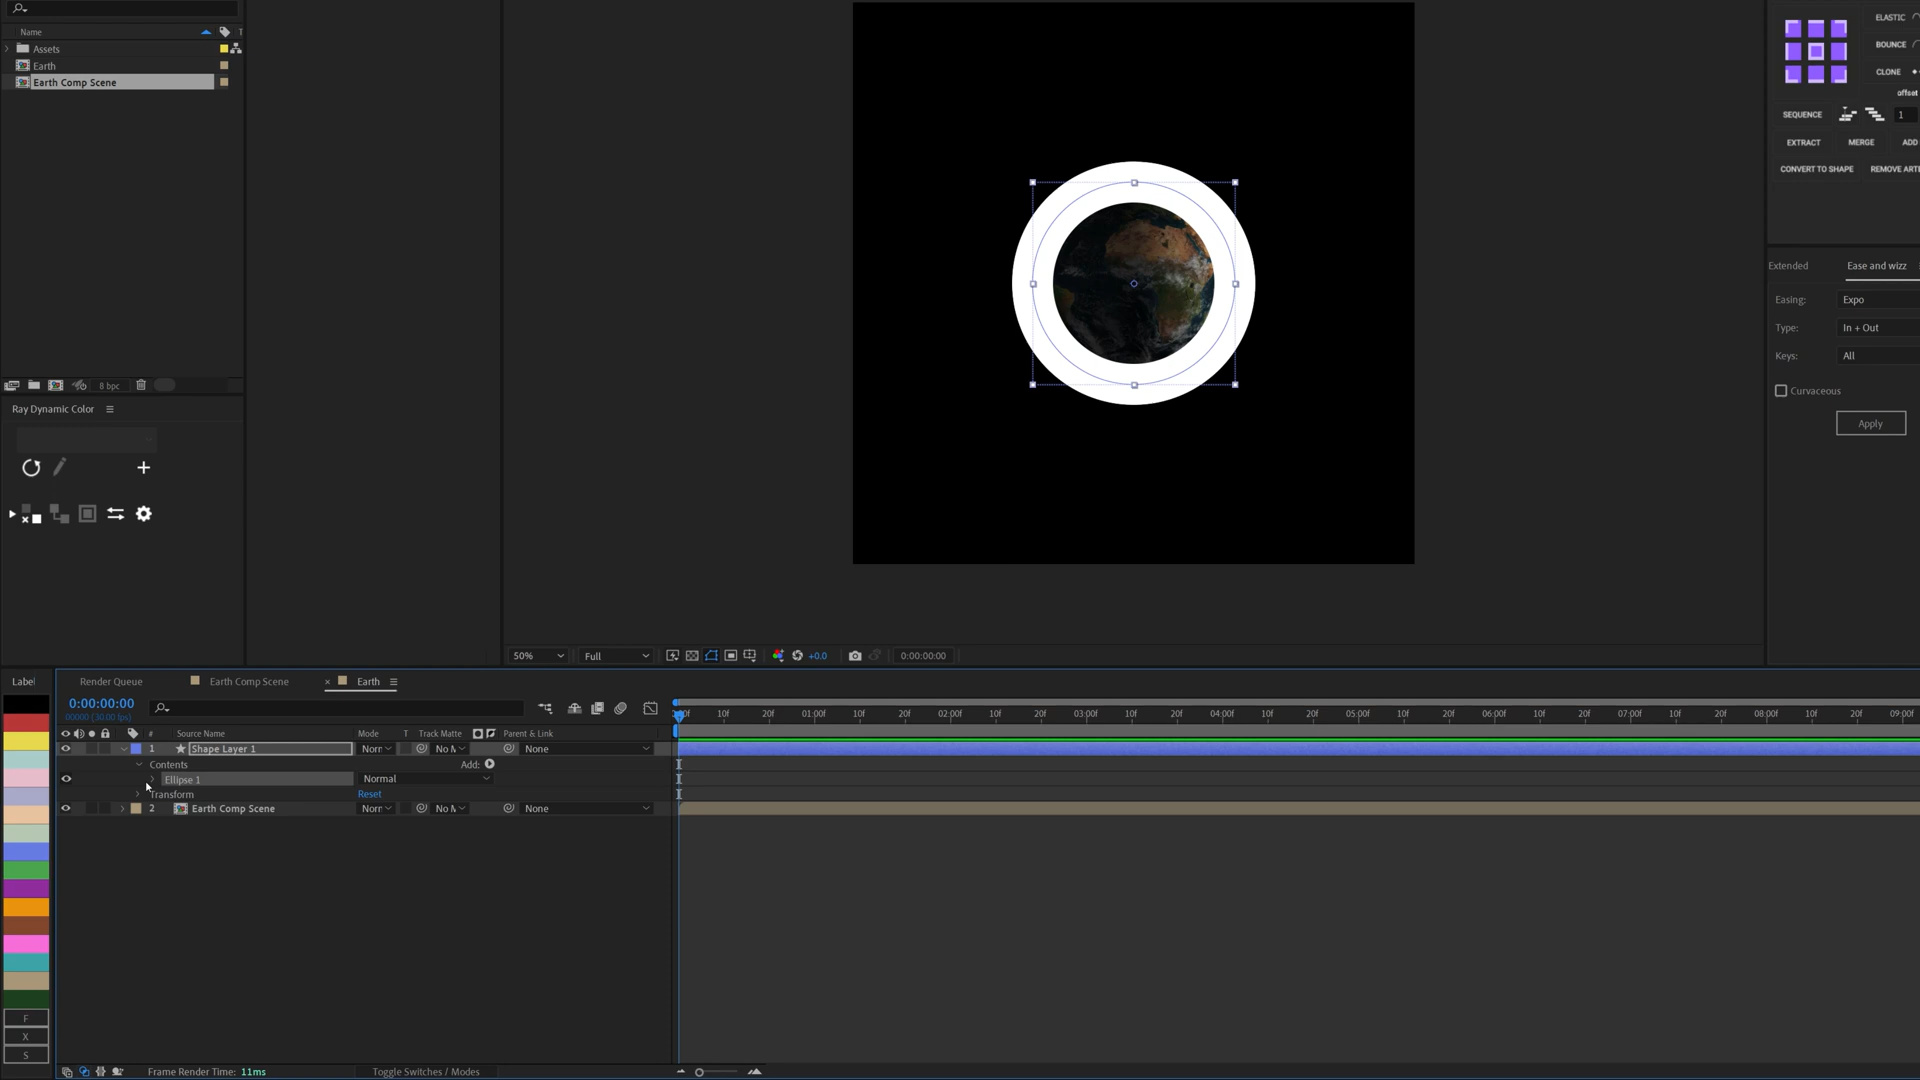 Name
T
Assets
Earth
Earth Comp Scene
8 bpc
Ray Dynamic Color
ELASTIC
BOUNCE
CLONE
offset
SEQUENCE
1
EXTRACT
MERGE
ADD
CONVERT TO SHAPE
REMOVE ART
Extended
Ease and wizz
Easing:
Expo
Type:
In + Out
Keys:
All
Curvaceous
Apply
50%
Full
+0.0
0:00:00:00
Label
Render Queue
Earth Comp Scene
× Earth
0:00:00:00
00000 (30.00 fps)
10f
20f
01:00f
10f
20f
02:00f
10f
20f
03:00f
10f
20f
04:00f
10f
20f
05:00f
10f
20f
06:00f
10f
20f
07:00f
10f
20f
08:00f
10f
20f
09:00f
#
Source Name
Mode
T
Track Matte
Parent & Link
1
Shape Layer 1
Norr
No M
None
Contents
Add:
Ellipse 1
Normal
Transform
Reset
2
Earth Comp Scene
Norr
No M
None
F
X
S
Frame Render Time: 11ms
Toggle Switches / Modes